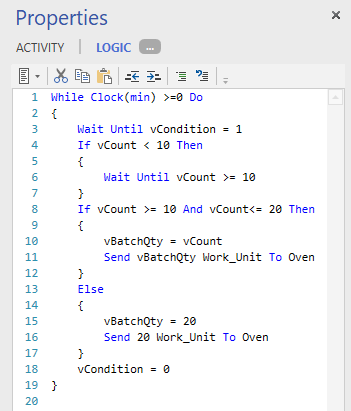 Properties
ACTIVITY | LOGIC ...
1 While Clock(min) >=0 Do
2 {
3 Wait Until vCondition = 1
4 If vCount < 10 Then
5 {
6 Wait Until vCount >= 10
7 }
8 If vCount >= 10 And vCount<= 20 Then
9 {
10 vBatchQty = vCount
11 Send vBatchQty Work_Unit To Oven
12 }
13 Else
14 {
15 vBatchQty = 20
16 Send 20 Work_Unit To Oven
17 }
18 vCondition = 0
19 }
20